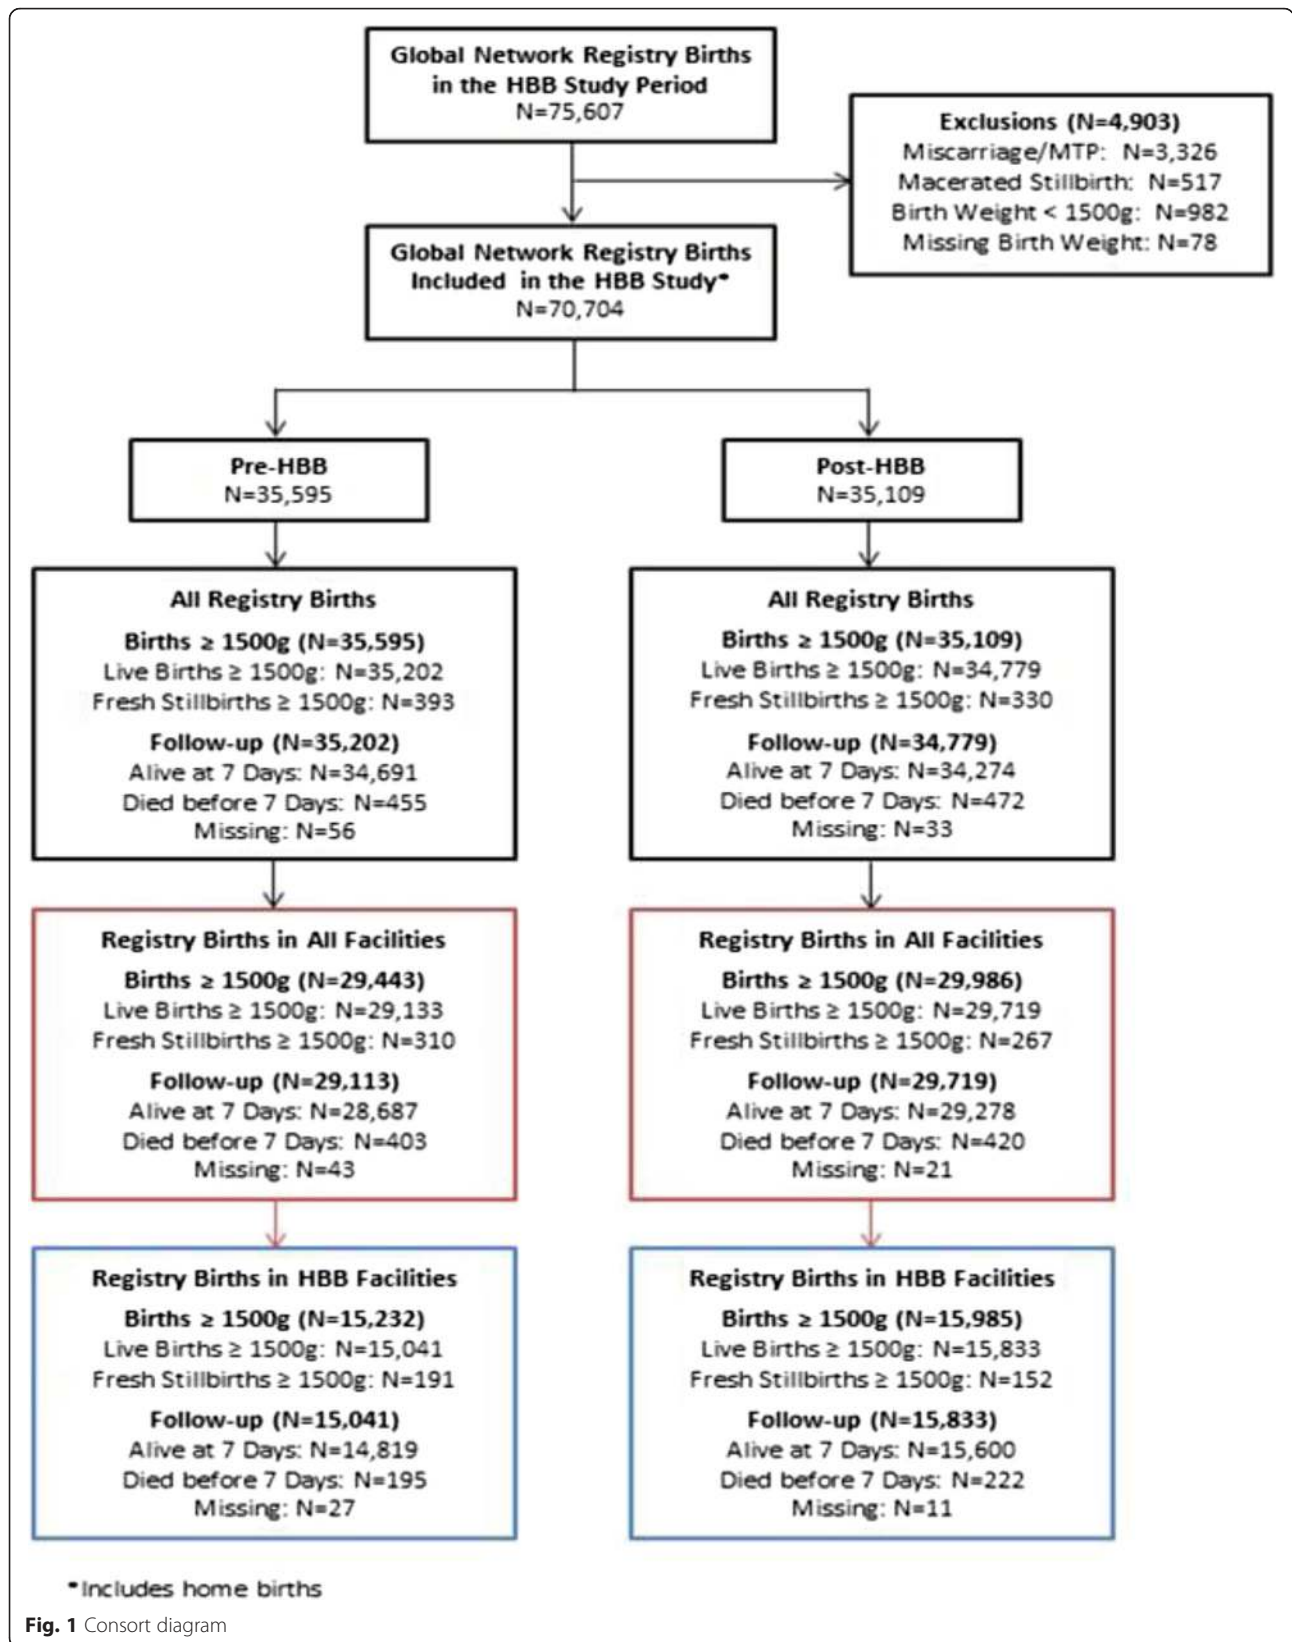 Global Network Registry Births
in the HBB Study Period
N=75,607
Exclusions (N=4,903)
Miscarriage/MTP: N=3,326
Macerated Stillbirth: N=517
Birth Weight < 1500g: N=982
Missing Birth Weight: N=78
Global Network Registry Births
Included in the HBB Study*
N=70,704
Pre-HBB
N=35,595
Post-HBB
N=35,109
All Registry Births
Births ≥ 1500g (N=35,595)
Live Births ≥ 1500g: N=35,202
Fresh Stillbirths ≥ 1500g: N=393
Follow-up (N=35,202)
Alive at 7 Days: N=34,691
Died before 7 Days: N=455
Missing: N=56
All Registry Births
Births ≥ 1500g (N=35,109)
Live Births ≥ 1500g: N=34,779
Fresh Stillbirths ≥ 1500g: N=330
Follow-up (N=34,779)
Alive at 7 Days: N=34,274
Died before 7 Days: N=472
Missing: N=33
Registry Births in All Facilities
Births ≥ 1500g (N=29,443)
Live Births ≥ 1500g: N=29,133
Fresh Stillbirths ≥ 1500g: N=310
Follow-up (N=29,113)
Alive at 7 Days: N=28,687
Died before 7 Days: N=403
Missing: N=43
Registry Births in All Facilities
Births ≥ 1500g (N=29,986)
Live Births ≥ 1500g: N=29,719
Fresh Stillbirths ≥ 1500g: N=267
Follow-up (N=29,719)
Alive at 7 Days: N=29,278
Died before 7 Days: N=420
Missing: N=21
Registry Births in HBB Facilities
Births ≥ 1500g (N=15,232)
Live Births ≥ 1500g: N=15,041
Fresh Stillbirths ≥ 1500g: N=191
Follow-up (N=15,041)
Alive at 7 Days: N=14,819
Died before 7 Days: N=195
Missing: N=27
Registry Births in HBB Facilities
Births ≥ 1500g (N=15,985)
Live Births ≥ 1500g: N=15,833
Fresh Stillbirths ≥ 1500g: N=152
Follow-up (N=15,833)
Alive at 7 Days: N=15,600
Died before 7 Days: N=222
Missing: N=11
*Includes home births
Fig. 1 Consort diagram